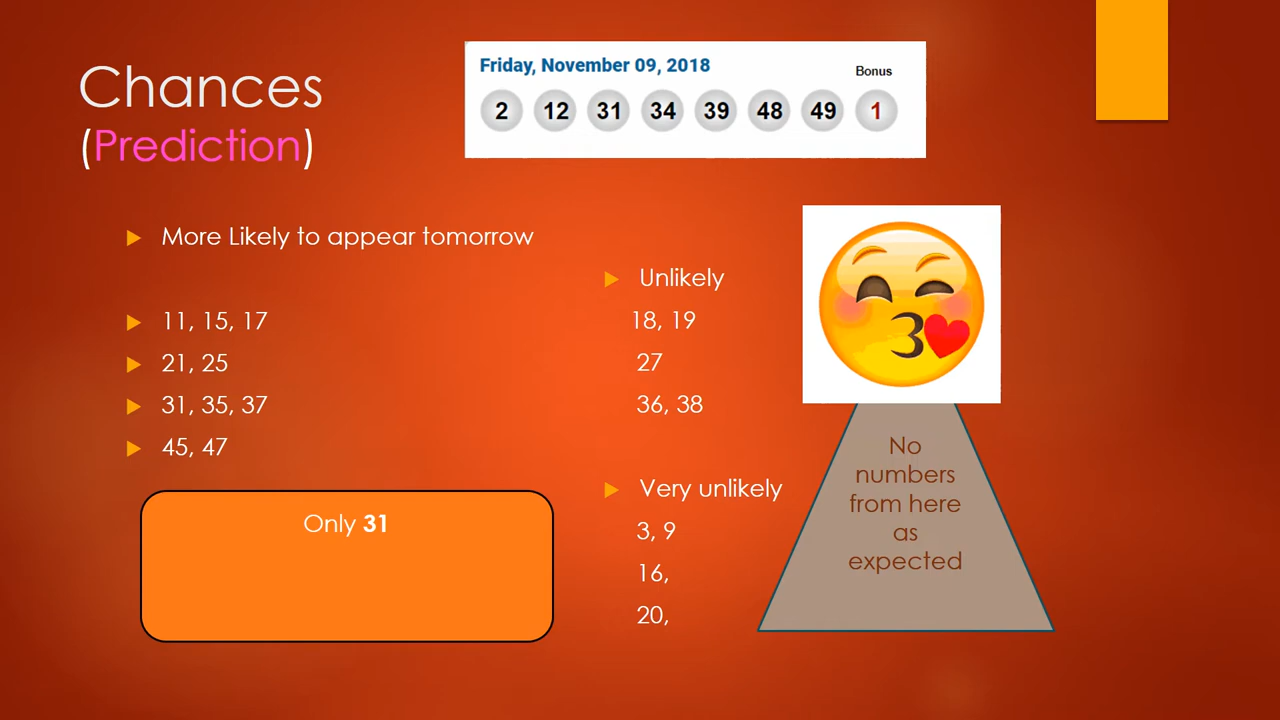 Chances
(Prediction)
Friday, November 09, 2018
Bonus
2 12 31 34 39 48 49 1
More Likely to appear tomorrow
11, 15, 17
21, 25
31, 35, 37
45, 47
Only 31
Unlikely
18, 19
27
36, 38
Very unlikely
3, 9
16,
20,
No
numbers
from here
as
expected